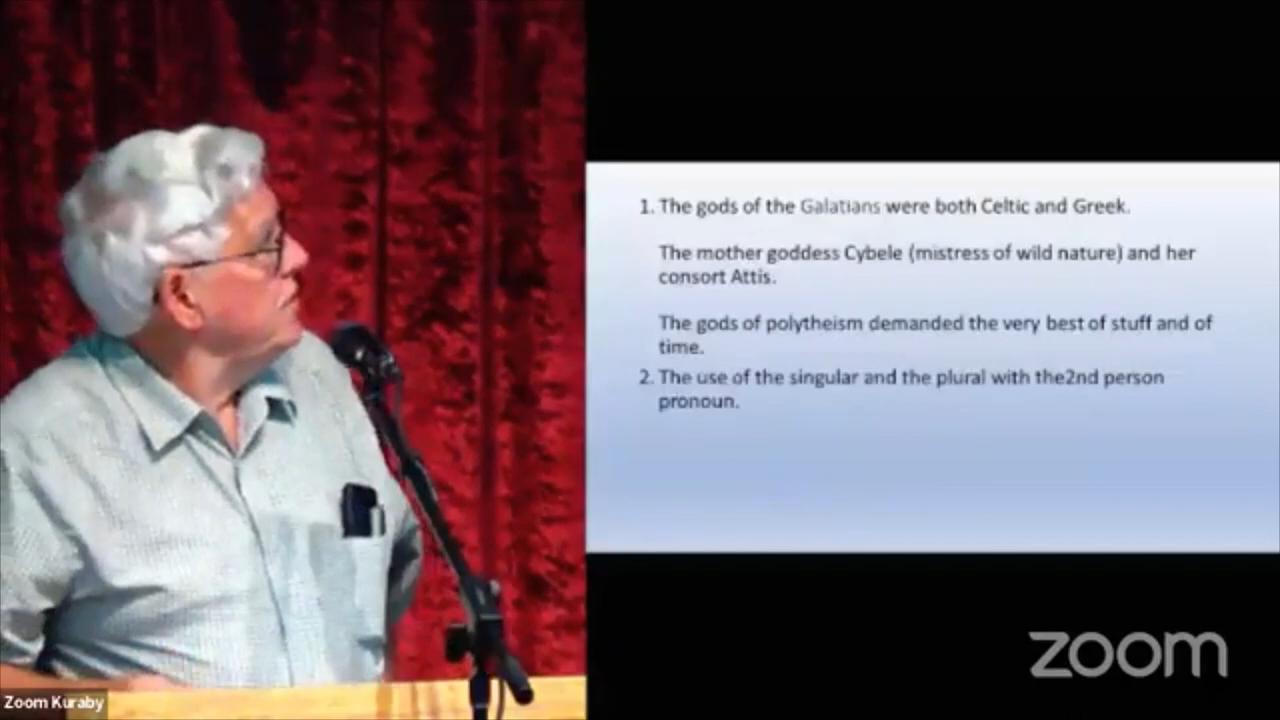 1. The gods of the Galatians were both Celtic and Greek.
The mother goddess Cybele (mistress of wild nature) and her
consort Attis.
The gods of polytheism demanded the very best of stuff and of
time.
2. The use of the singular and the plural with the2nd person
pronoun.
zoom
Zoom Kuraby